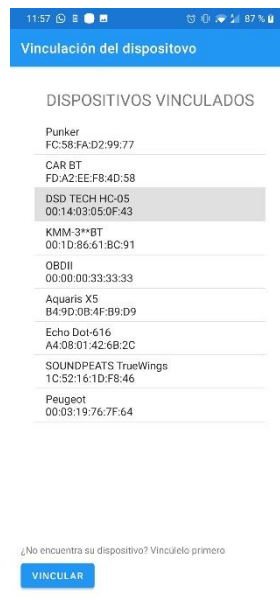 11:57 87 %
Vinculación del dispositovo
DISPOSITIVOS VINCULADOS
Punker
FC:58:FA:D2:99:77
CAR BT
FD:A2:EE:F8:4D:58
DSD TECH HC-05
00:14:03:05:0F:43
KMM-3**BT
00:1D:86:61:BC:91
OBDII
00:00:00:33:33:33
Aquaris X5
B4:9D:0B:4F:B9:D9
Echo Dot-616
A4:08:01:42:6B:2C
SOUNDPEATS TrueWings
1C:52:16:1D:F8:46
Peugeot
00:03:19:76:7F:64
¿No encuentra su dispositivo? Vincúlelo primero
VINCULAR